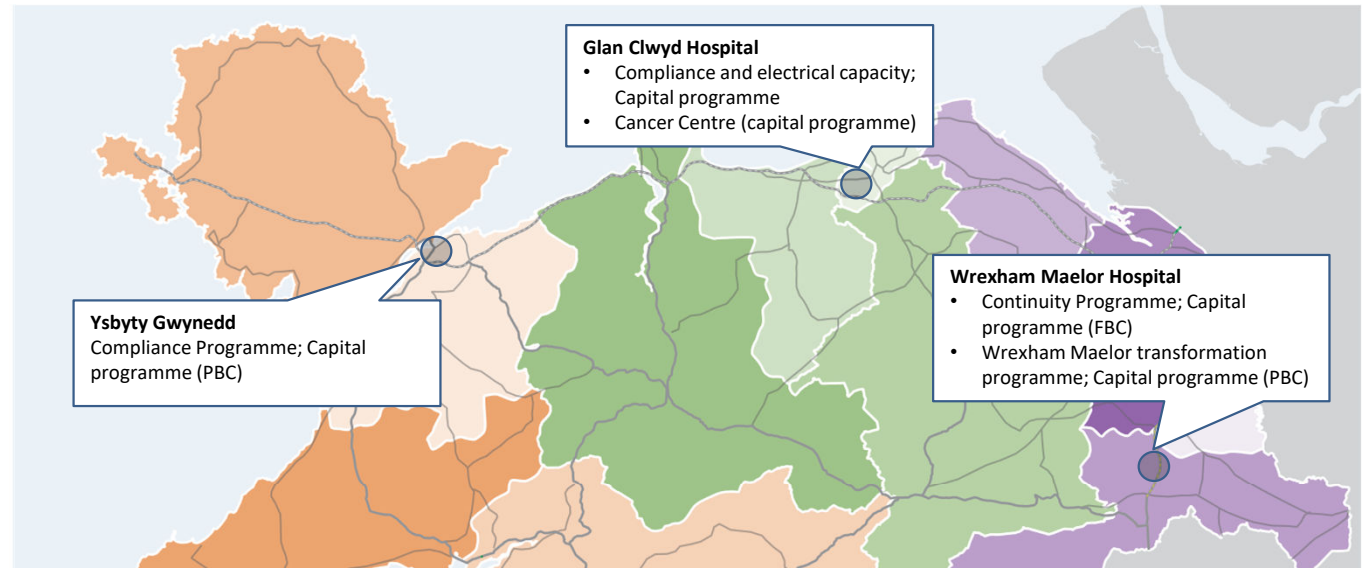 Glan Clwyd Hospital
• Compliance and electrical capacity;
Capital programme
• Cancer Centre (capital programme)
Ysbyty Gwynedd
Compliance Programme; Capital
programme (PBC)
Wrexham Maelor Hospital
• Continuity Programme; Capital
programme (FBC)
• Wrexham Maelor transformation
programme; Capital programme (PBC)